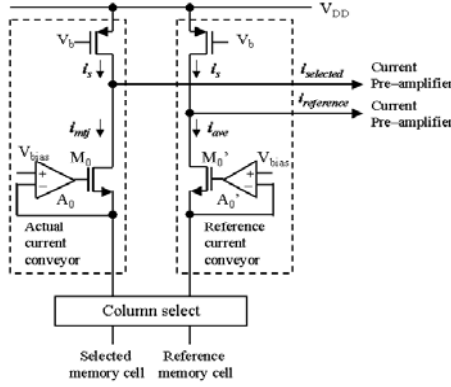 V_DD
V_b
V_b
i_s
i_s
i_selected
Current
Pre-amplifier
i_reference
Current
Pre-amplifier
i_mtj
i_ave
V_bias
M_0
M_0'
V_bias
+
−
+
−
A_0
A_0'
Actual
current
conveyor
Reference
current
conveyor
Column select
Selected
memory cell
Reference
memory cell